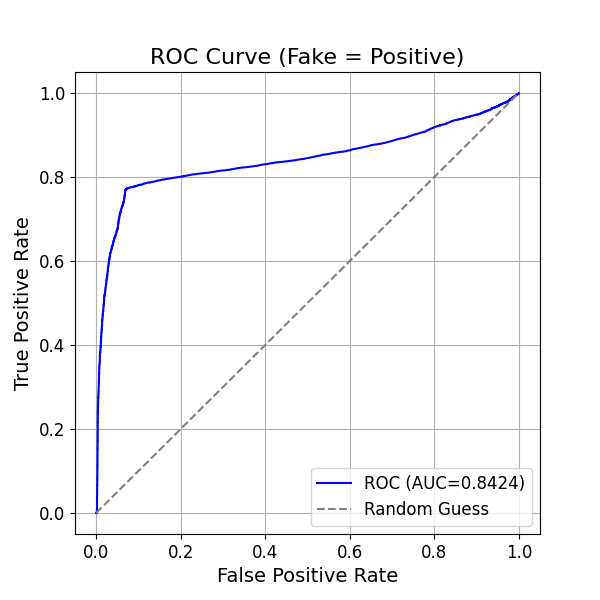 ROC Curve (Fake = Positive)
True Positive Rate
1.0
0.8
0.6
0.4
0.2
0.0
0.0 0.2 0.4 0.6 0.8 1.0
False Positive Rate
ROC (AUC=0.8424)
Random Guess